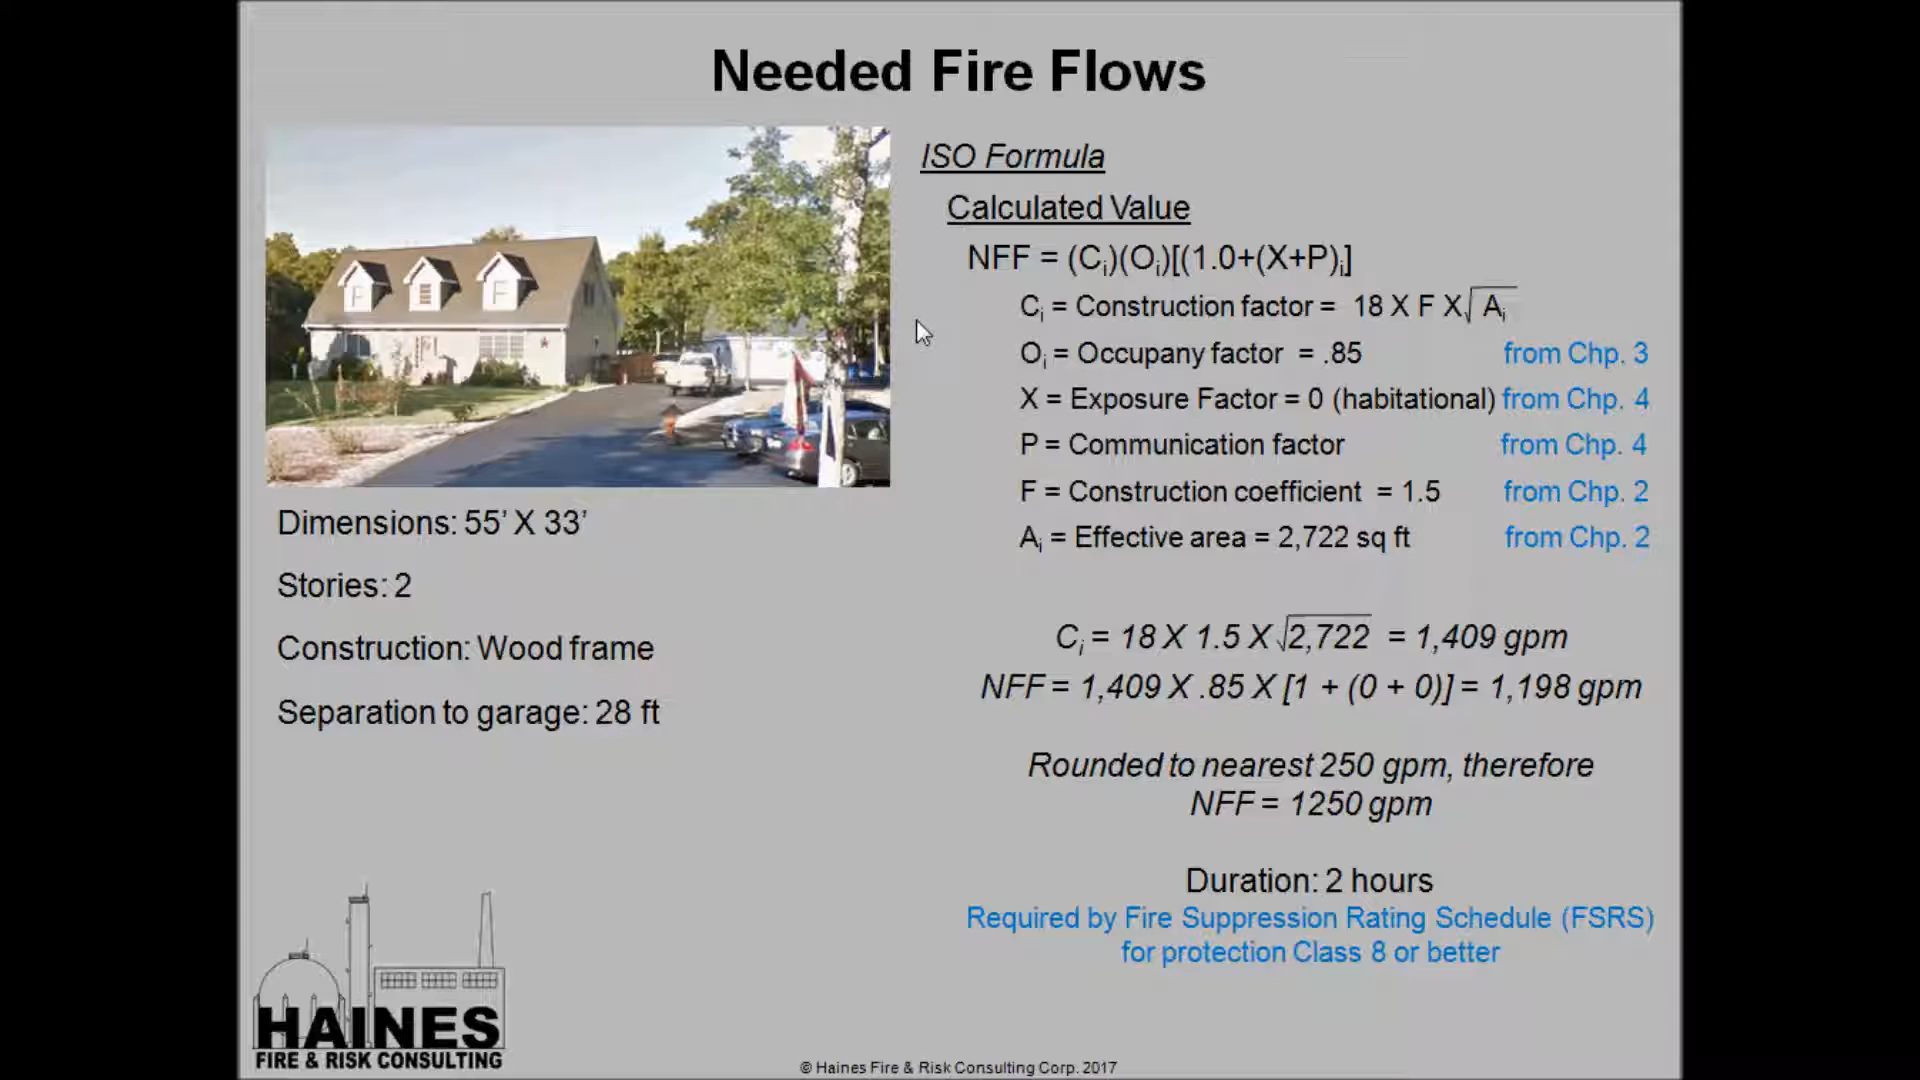 Needed Fire Flows
ISO Formula
Calculated Value
NFF = (Ci)(Oi)[(1.0+(X+P)i]
Ci = Construction factor = 18 X F X√Ai
Oi = Occupany factor = .85 from Chp. 3
X = Exposure Factor = 0 (habitational) from Chp. 4
P = Communication factor from Chp. 4
F = Construction coefficient = 1.5 from Chp. 2
Ai = Effective area = 2,722 sq ft from Chp. 2
Dimensions: 55’ X 33’
Stories: 2
Construction: Wood frame
Separation to garage: 28 ft
Ci = 18 X 1.5 X √2,722 = 1,409 gpm
NFF = 1,409 X .85 X [1 + (0 + 0)] = 1,198 gpm
Rounded to nearest 250 gpm, therefore
NFF = 1250 gpm
Duration: 2 hours
Required by Fire Suppression Rating Schedule (FSRS)
for protection Class 8 or better
HAINES
FIRE & RISK CONSULTING
© Haines Fire & Risk Consulting Corp. 2017